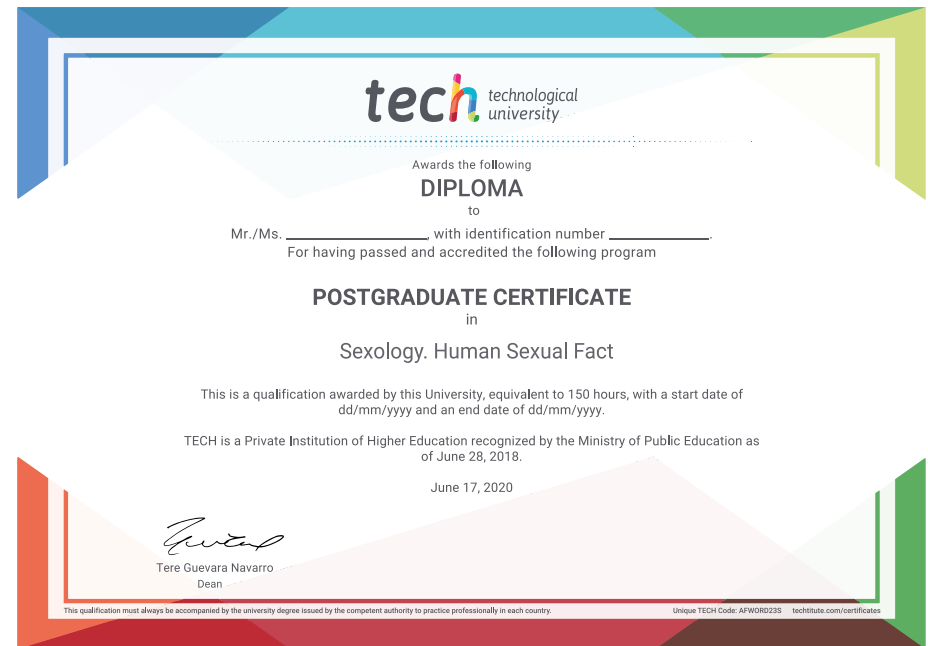 tech technological
university
Awards the following
DIPLOMA
to
Mr./Ms. ____________________, with identification number ______________.
For having passed and accredited the following program
POSTGRADUATE CERTIFICATE
in
Sexology. Human Sexual Fact
This is a qualification awarded by this University, equivalent to 150 hours, with a start date of
dd/mm/yyyy and an end date of dd/mm/yyyy.
TECH is a Private Institution of Higher Education recognized by the Ministry of Public Education as
of June 28, 2018.
June 17, 2020
Tere Guevara Navarro
Dean
This qualification must always be accompanied by the university degree issued by the competent authority to practice professionally in each country. Unique TECH Code: AFWORD23S techtitute.com/certificates